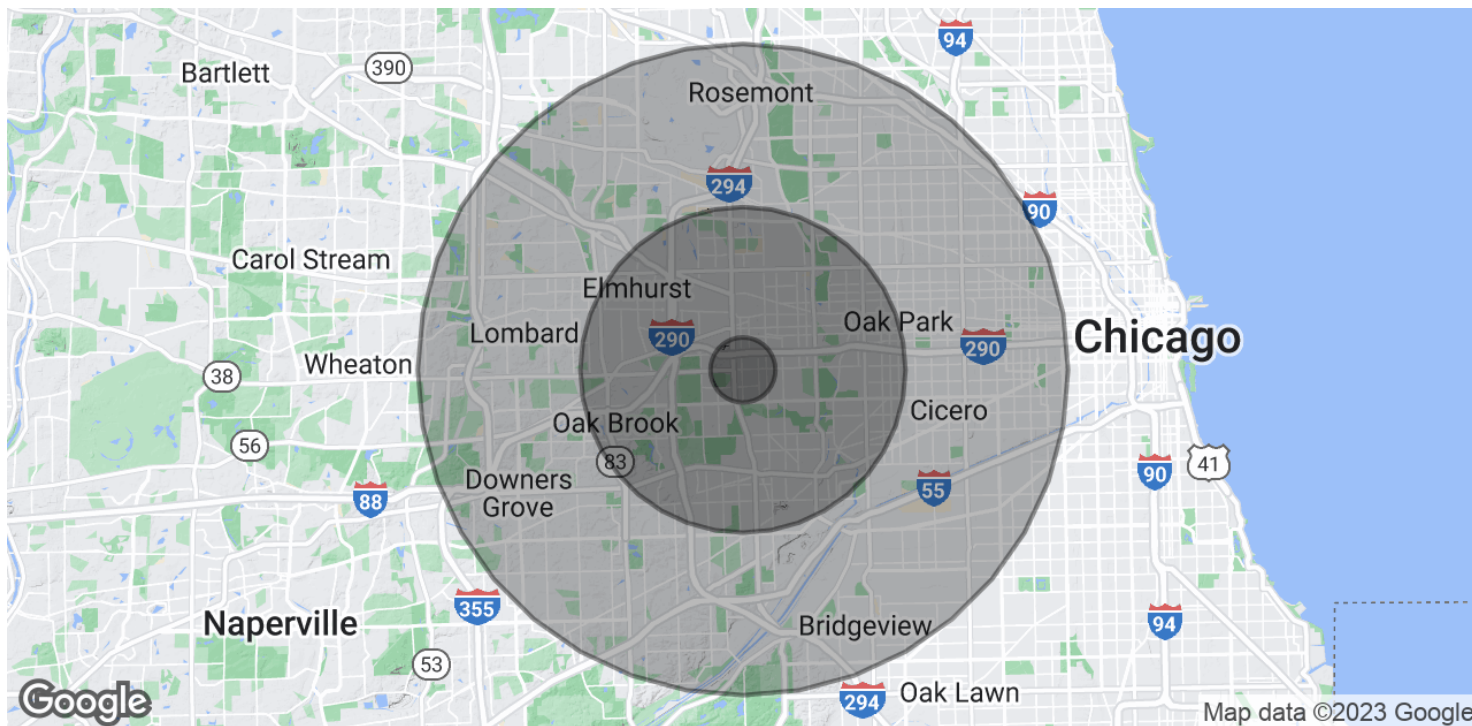 94
Bartlett
390
Rosemont
294
90
Carol Stream
Elmhurst
Oak Park
Lombard
290
290
Chicago
Wheaton
38
Cicero
Oak Brook
56
83
41
90
Downers
Grove
55
88
355
94
Naperville
Bridgeview
53
Oak Lawn
294
Google
Map data ©2023 Google